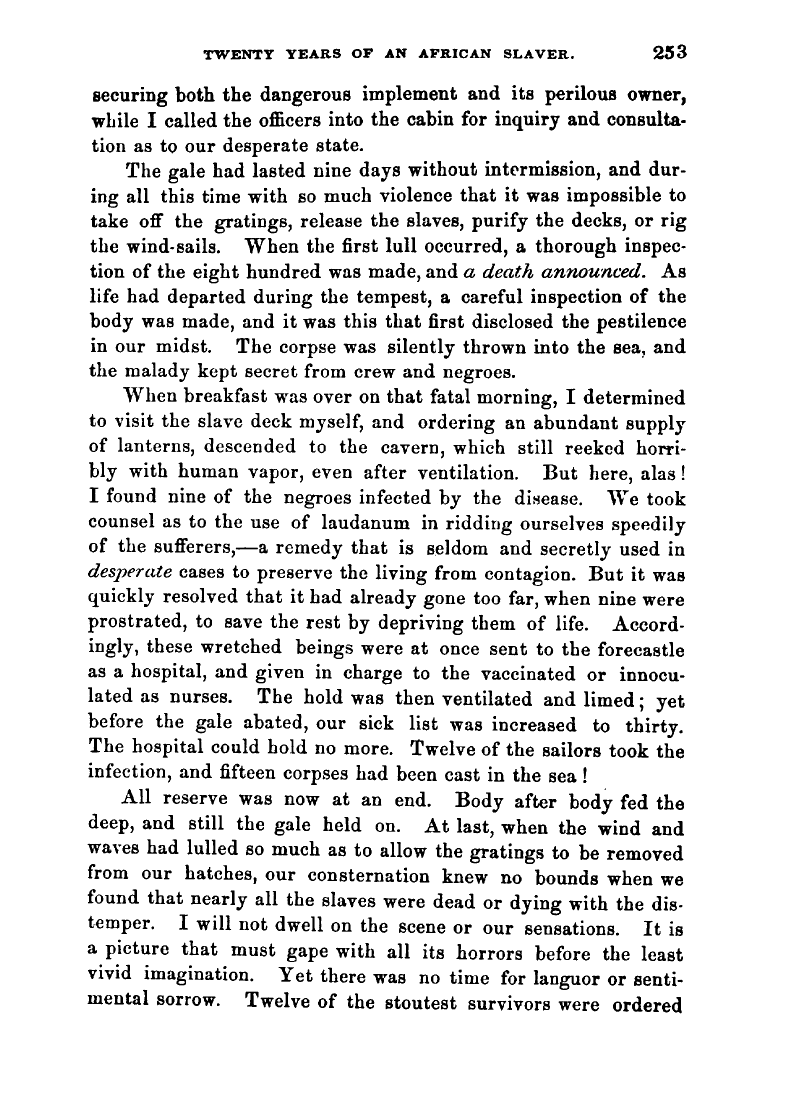 TWENTY YEARS OF AN AFRICAN SLAVER. 253
securing both the dangerous implement and its perilous owner,
while I called the officers into the cabin for inquiry and consulta-
tion as to our desperate state.
The gale had lasted nine days without intermission, and dur-
ing all this time with so much violence that it was impossible to
take off the gratings, release the slaves, purify the decks, or rig
the wind-sails. When the first lull occurred, a thorough inspec-
tion of the eight hundred was made, and a death announced. As
life had departed during the tempest, a careful inspection of the
body was made, and it was this that first disclosed the pestilence
in our midst. The corpse was silently thrown into the sea, and
the malady kept secret from crew and negroes.
When breakfast was over on that fatal morning, I determined
to visit the slave deck myself, and ordering an abundant supply
of lanterns, descended to the cavern, which still reeked horri-
bly with human vapor, even after ventilation. But here, alas!
I found nine of the negroes infected by the disease. We took
counsel as to the use of laudanum in ridding ourselves speedily
of the sufferers,—a remedy that is seldom and secretly used in
desperate cases to preserve the living from contagion. But it was
quickly resolved that it had already gone too far, when nine were
prostrated, to save the rest by depriving them of life. Accord-
ingly, these wretched beings were at once sent to the forecastle
as a hospital, and given in charge to the vaccinated or innocu-
lated as nurses. The hold was then ventilated and limed; yet
before the gale abated, our sick list was increased to thirty.
The hospital could hold no more. Twelve of the sailors took the
infection, and fifteen corpses had been cast in the sea!
All reserve was now at an end. Body after body fed the
deep, and still the gale held on. At last, when the wind and
waves had lulled so much as to allow the gratings to be removed
from our hatches, our consternation knew no bounds when we
found that nearly all the slaves were dead or dying with the dis-
temper. I will not dwell on the scene or our sensations. It is
a picture that must gape with all its horrors before the least
vivid imagination. Yet there was no time for languor or senti-
mental sorrow. Twelve of the stoutest survivors were ordered